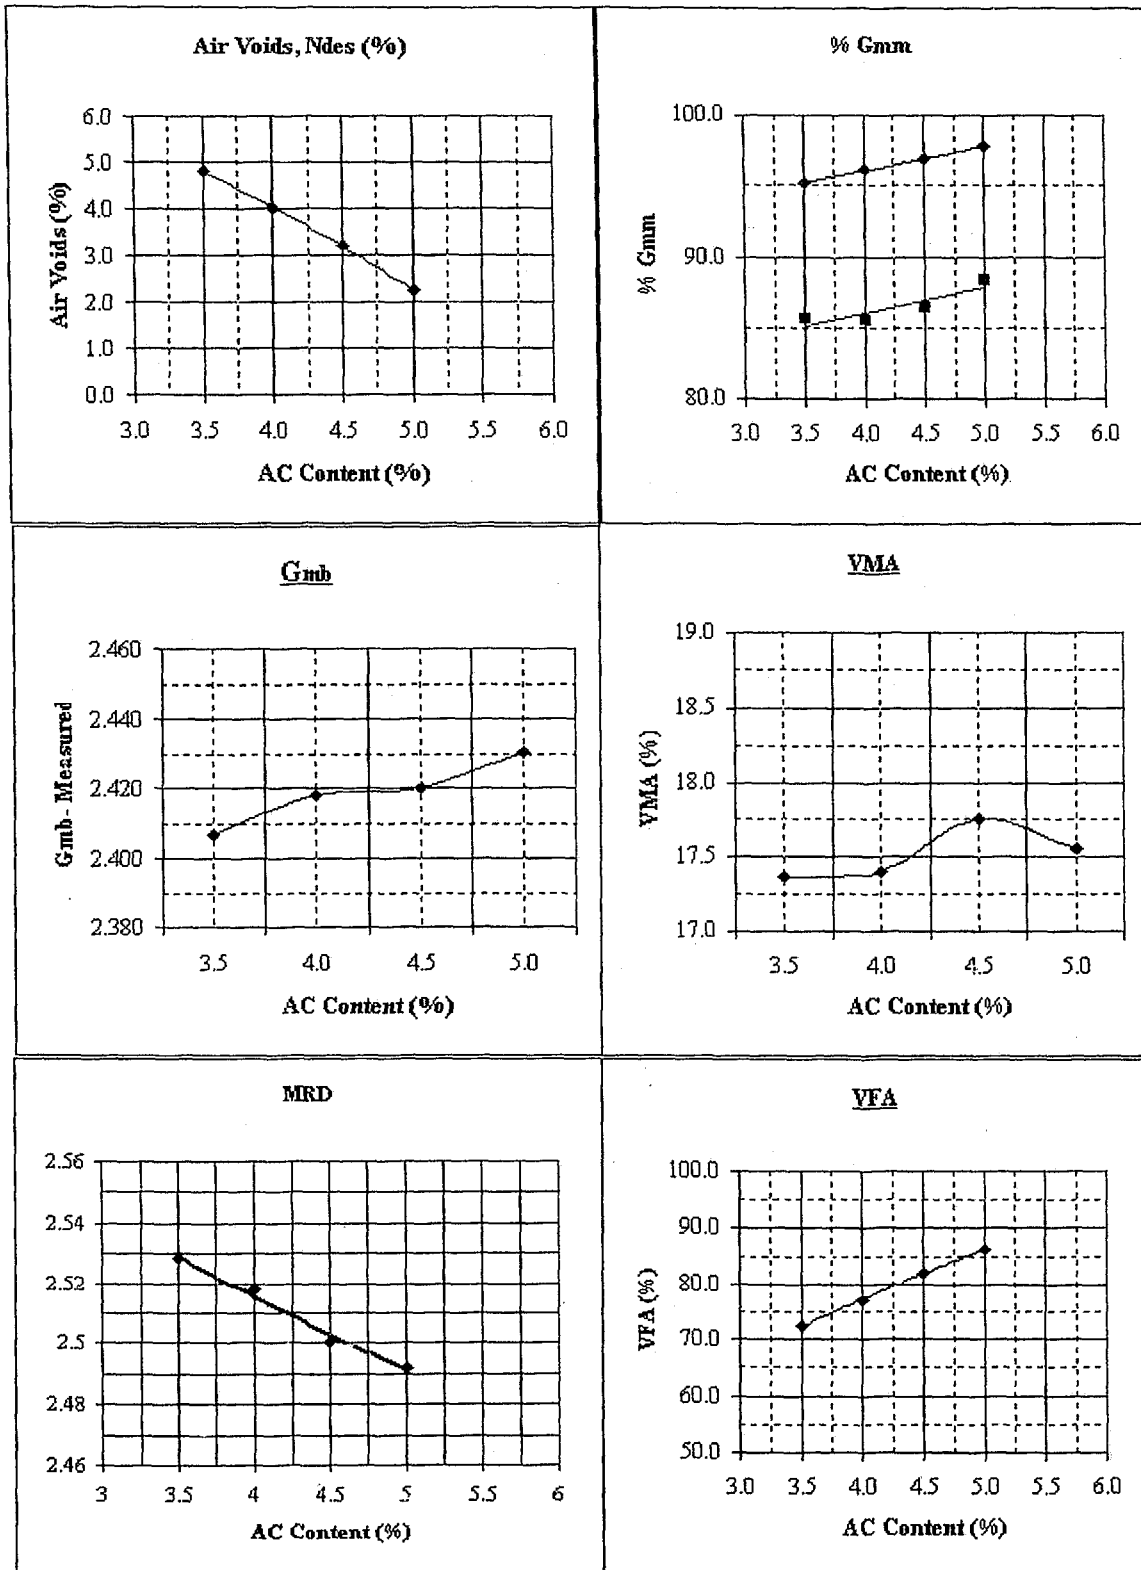 Air Voids, Ndes (%)
Air Voids (%)
6.0
5.0
4.0
3.0
2.0
1.0
0.0
3.0 3.5 4.0 4.5 5.0 5.5 6.0
AC Content (%)
% Gmm
% Gmm
100.0
90.0
80.0
3.0 3.5 4.0 4.5 5.0 5.5 6.0
AC Content (%)
Gmb
Gmb - Measured
2.460
2.440
2.420
2.400
2.380
3.5 4.0 4.5 5.0
AC Content (%)
VMA
VMA (%)
19.0
18.5
18.0
17.5
17.0
3.5 4.0 4.5 5.0
AC Content (%)
MRD
2.56
2.54
2.52
2.5
2.48
2.46
3 3.5 4 4.5 5 5.5 6
AC Content (%)
VFA
VFA (%)
100.0
90.0
80.0
70.0
60.0
50.0
3.0 3.5 4.0 4.5 5.0 5.5 6.0
AC Content (%)